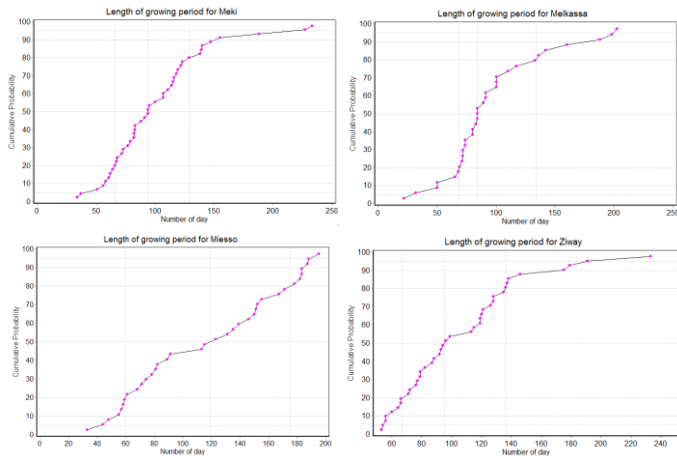 Length of growing period for Meki
Cumulative Probability
100
90
80
70
60
50
40
30
20
10
0
0 50 100 150 200 250
Number of day
Length of growing period for Melkassa
Cumulative Probability
100
90
80
70
60
50
40
30
20
10
0
0 50 100 150 200 250
Number of day
Length of growing period for Miesso
Cumulative Probability
100
90
80
70
60
50
40
30
20
10
0
0 20 40 60 80 100 120 140 160 180 200
Number of day
Length of growing period for Ziway
Cumulative Probability
100
90
80
70
60
50
40
30
20
10
0
60 80 100 120 140 160 180 200 220 240
Number of day